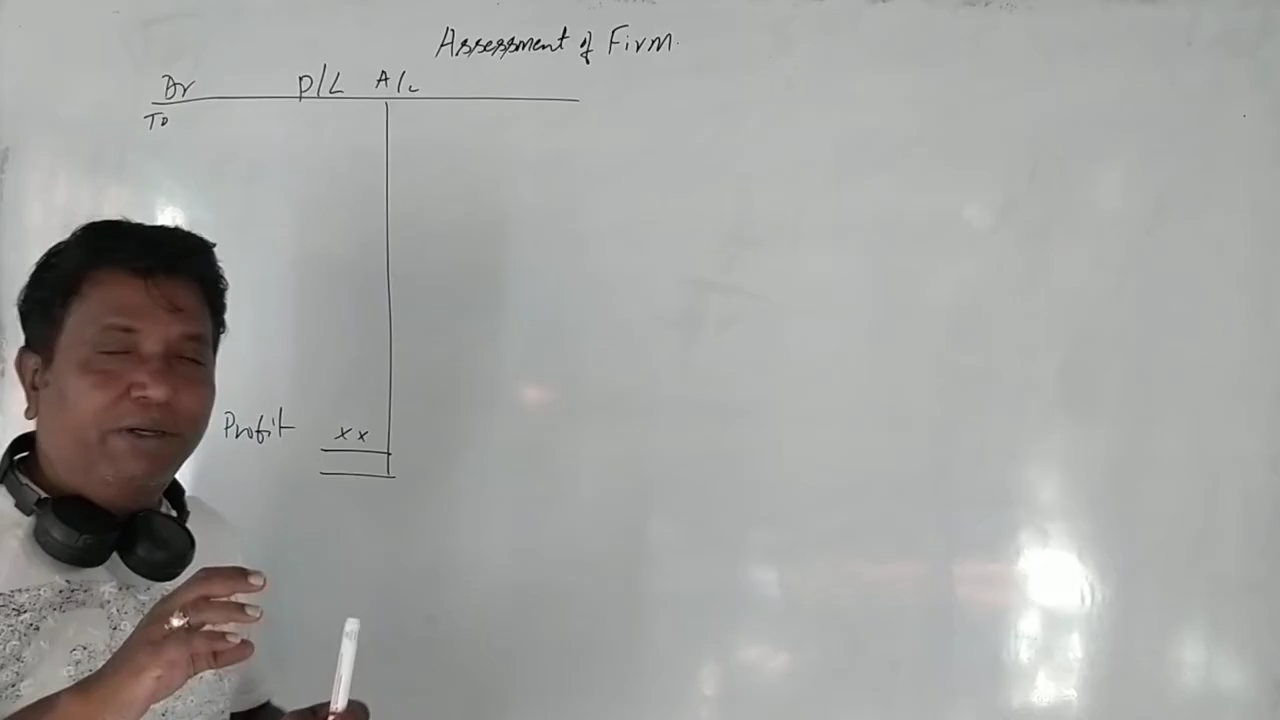 Assessment of Firm.
Dr P/L A/c
To
Profit xx